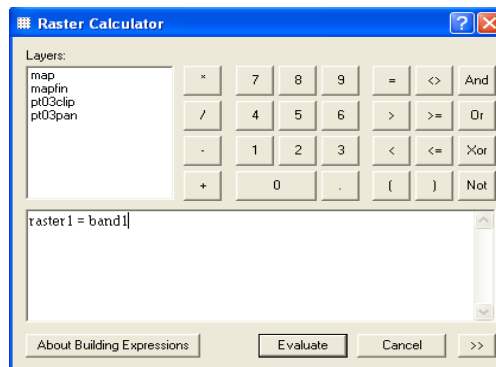 Raster Calculator
Layers:
map
mapfin
pt03clip
pt03pan
* 7 8 9 = <> And
/ 4 5 6 > >= Or
- 1 2 3 < <= Xor
+ 0 . ( ) Not
raster1 = band1
About Building Expressions Evaluate Cancel >>